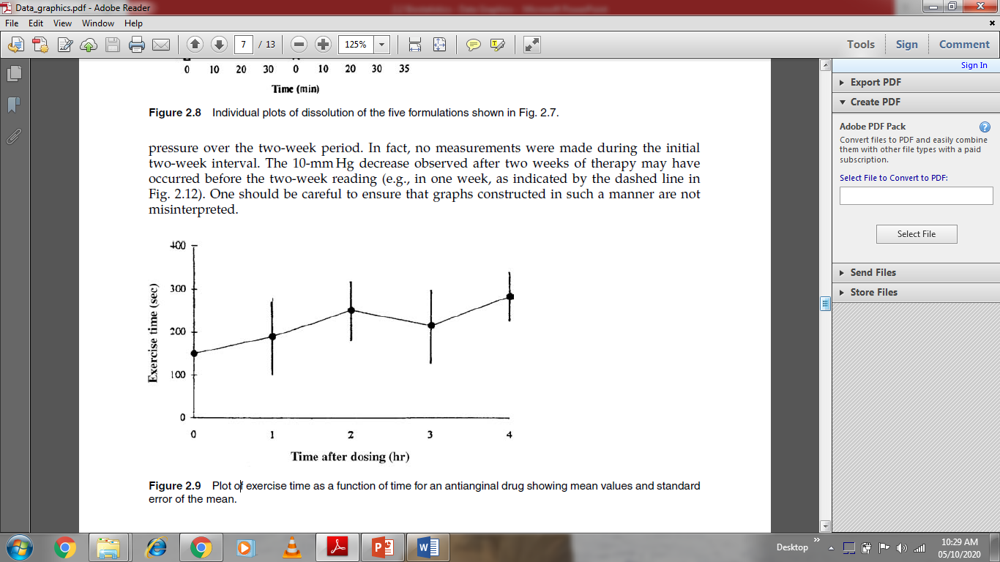 Data_graphics.pdf - Adobe Reader
File Edit View Window Help
7 / 13 125% Tools Sign Comment
Sign In
Export PDF
Create PDF
Adobe PDF Pack
Convert files to PDF and easily combine
them with other file types with a paid
subscription.
Select File to Convert to PDF:
Select File
Send Files
Store Files
0 10 20 30 0 10 20 30 35
Time (min)
Figure 2.8 Individual plots of dissolution of the five formulations shown in Fig. 2.7.
pressure over the two-week period. In fact, no measurements were made during the initial
two-week interval. The 10-mm Hg decrease observed after two weeks of therapy may have
occurred before the two-week reading (e.g., in one week, as indicated by the dashed line in
Fig. 2.12). One should be careful to ensure that graphs constructed in such a manner are not
misinterpreted.
400
300
200
100
0
Exercise time (sec)
0 1 2 3 4
Time after dosing (hr)
Figure 2.9 Plot of exercise time as a function of time for an antianginal drug showing mean values and standard
error of the mean.
Desktop
10:29 AM
05/10/2020